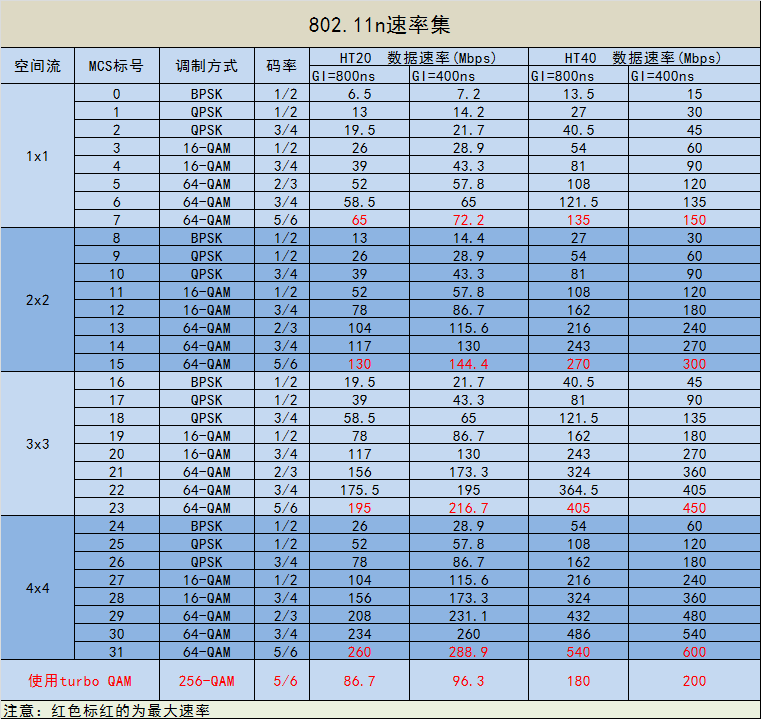 802.11n速率集
空间流 MCS标号 调制方式 码率 HT20 数据速率(Mbps) HT40 数据速率(Mbps)
GI=800ns GI=400ns GI=800ns GI=400ns
1x1
0 BPSK 1/2 6.5 7.2 13.5 15
1 QPSK 1/2 13 14.2 27 30
2 QPSK 3/4 19.5 21.7 40.5 45
3 16-QAM 1/2 26 28.9 54 60
4 16-QAM 3/4 39 43.3 81 90
5 64-QAM 2/3 52 57.8 108 120
6 64-QAM 3/4 58.5 65 121.5 135
7 64-QAM 5/6 65 72.2 135 150
2x2
8 BPSK 1/2 13 14.4 27 30
9 QPSK 1/2 26 28.9 54 60
10 QPSK 3/4 39 43.3 81 90
11 16-QAM 1/2 52 57.8 108 120
12 16-QAM 3/4 78 86.7 162 180
13 64-QAM 2/3 104 115.6 216 240
14 64-QAM 3/4 117 130 243 270
15 64-QAM 5/6 130 144.4 270 300
3x3
16 BPSK 1/2 19.5 21.7 40.5 45
17 QPSK 1/2 39 43.3 81 90
18 QPSK 3/4 58.5 65 121.5 135
19 16-QAM 1/2 78 86.7 162 180
20 16-QAM 3/4 117 130 243 270
21 64-QAM 2/3 156 173.3 324 360
22 64-QAM 3/4 175.5 195 364.5 405
23 64-QAM 5/6 195 216.7 405 450
4x4
24 BPSK 1/2 26 28.9 54 60
25 QPSK 1/2 52 57.8 108 120
26 QPSK 3/4 78 86.7 162 180
27 16-QAM 1/2 104 115.6 216 240
28 16-QAM 3/4 156 173.3 324 360
29 64-QAM 2/3 208 231.1 432 480
30 64-QAM 3/4 234 260 486 540
31 64-QAM 5/6 260 288.9 540 600
使用turbo QAM 256-QAM 5/6 86.7 96.3 180 200
注意：红色标红的为最大速率